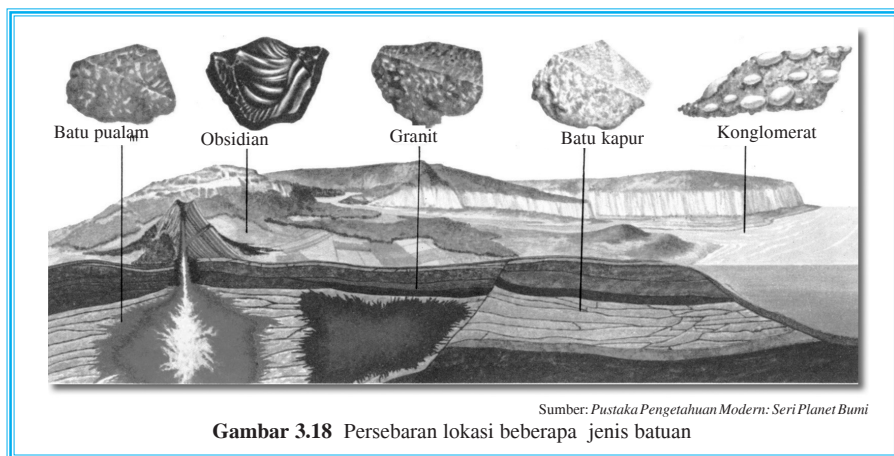 Batu pualam
Obsidian
Granit
Batu kapur
Konglomerat
Sumber: Pustaka Pengetahuan Modern: Seri Planet Bumi
Gambar 3.18 Persebaran lokasi beberapa jenis batuan